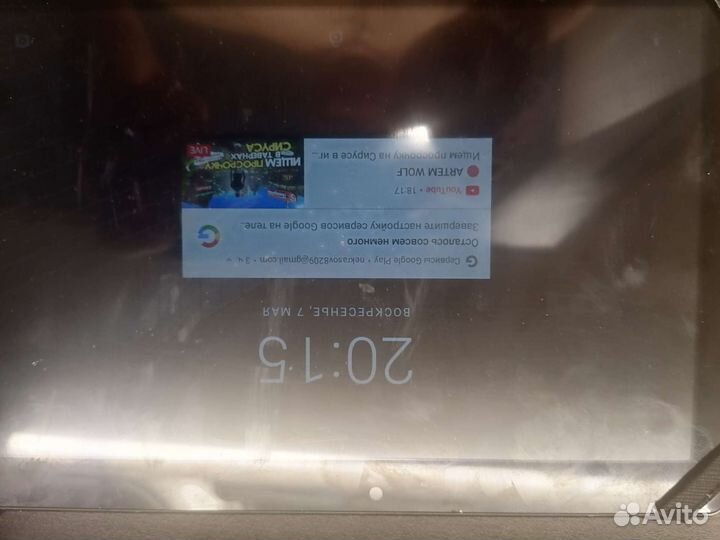 20:15
ВОСКРЕСЕНЬЕ, 7 МАЯ
Сервисы Google Play • nekrasov8209@gmail.com • 3 ч
Осталось совсем немного
Завершите настройку сервисов Google на теле...
YouTube • 18:17
ARTEM WOLF
Ищем просрочку на Сирусе в иг...
ИЩЕМ ПРОСРОЧКУ
В ТАВЕРНАХ
СИРУСА
LIVE
Avito